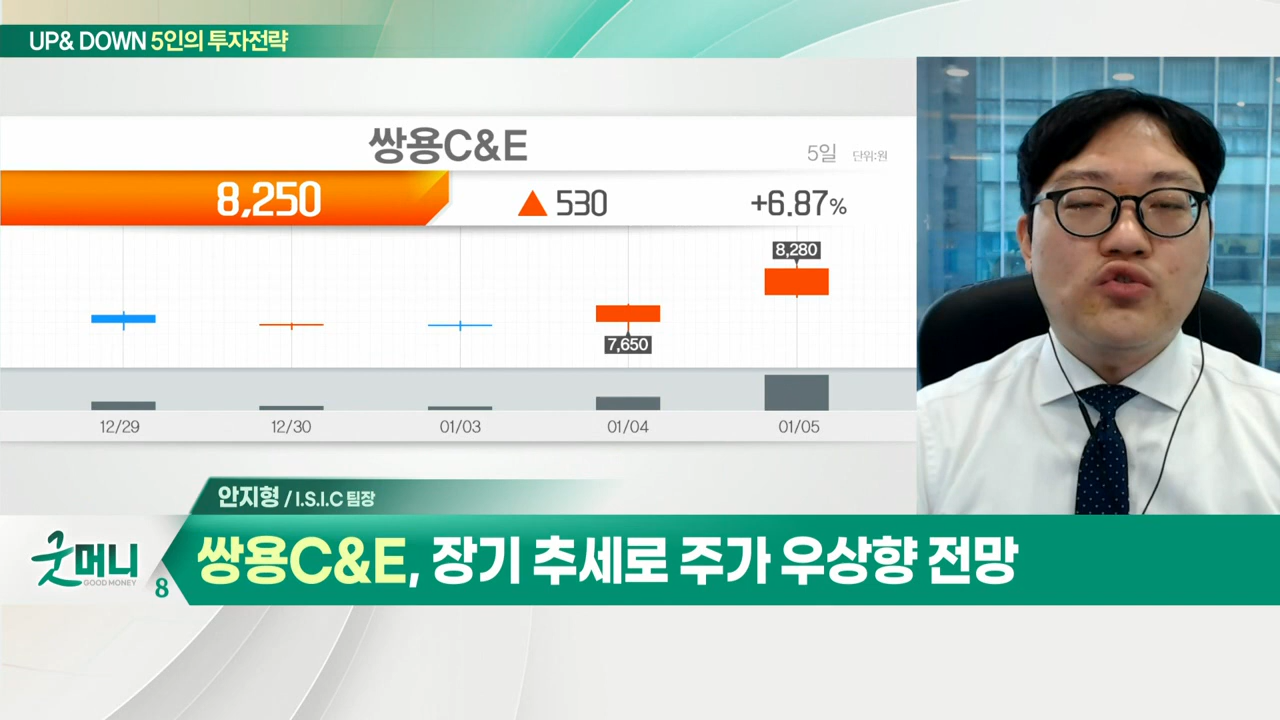 UP& DOWN 5인의 투자전략
쌍용C&E
5일 단위:원
8,250 ▲ 530 +6.87%
8,280
7,650
12/29 12/30 01/03 01/04 01/05
안지형 / I.S.I.C 팀장
굿머니
GOOD MONEY
8
쌍용C&E, 장기 추세로 주가 우상향 전망